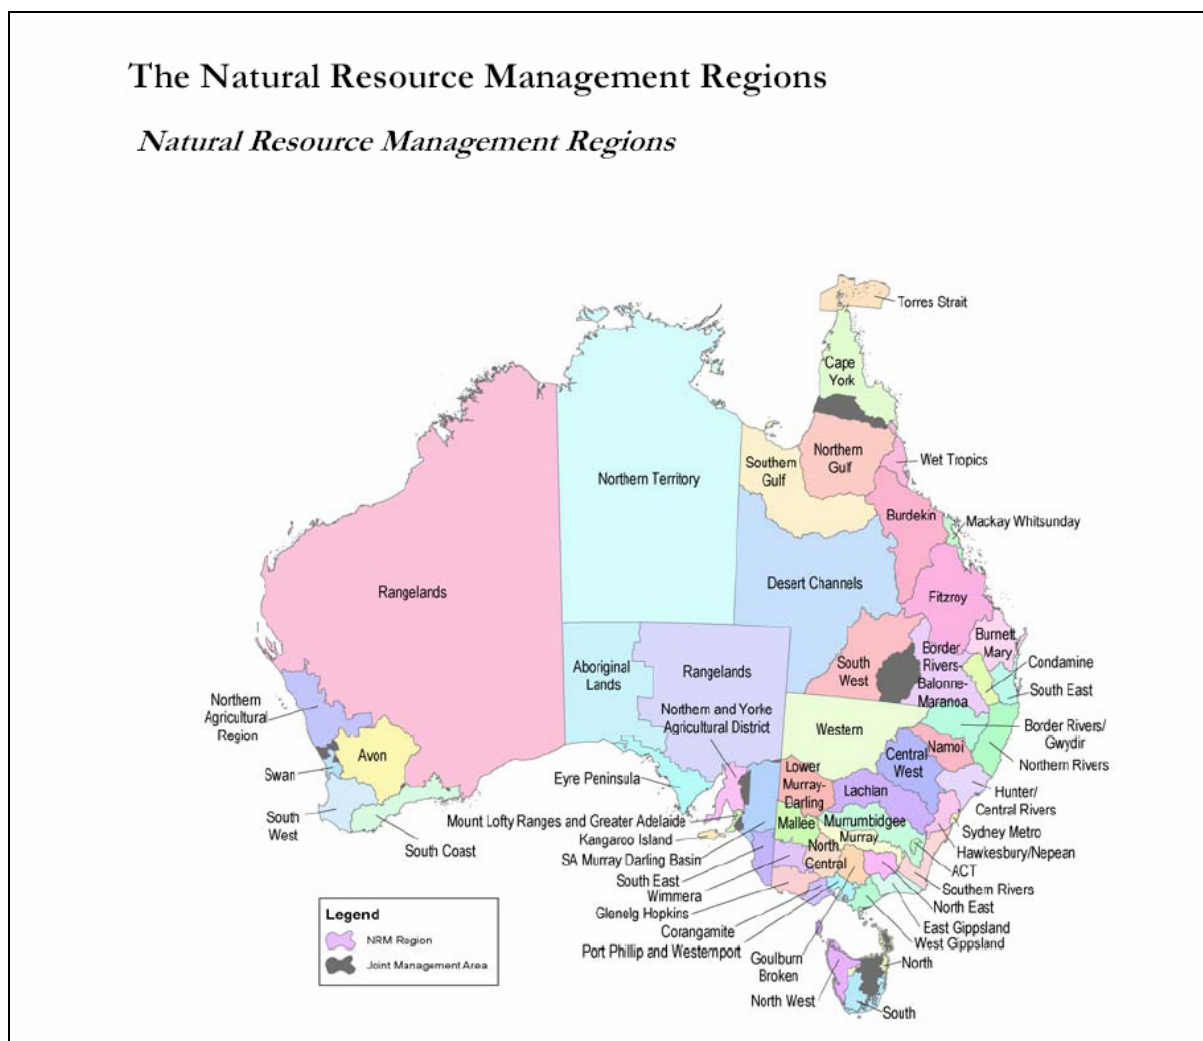 The Natural Resource Management Regions
Natural Resource Management Regions
Torres Strait
Cape
York
Northern
Gulf
Southern
Gulf
Wet Tropics
Northern Territory
Burdekin
Mackay Whitsunday
Desert Channels
Rangelands
Fitzroy
Burnett
Mary
Border
Rivers-
Balonne-
Maranoa
South
West
Condamine
South East
Aboriginal
Lands
Rangelands
Northern
Agricultural
Region
Northern and Yorke
Agricultural District
Western
Border Rivers/
Gwydir
Avon
Central
West
Namoi
Northern Rivers
Swan
Eyre Peninsula
Lower
Murray-
Darling
Lachlan
Hunter/
Central Rivers
South
West
Mount Lofty Ranges and Greater Adelaide
Mallee
Murrumbidgee
Sydney Metro
South Coast
Kangaroo Island
Murray
Hawkesbury/Nepean
North
Central
SA Murray Darling Basin
ACT
South East
Southern Rivers
Wimmera
North East
Glenelg Hopkins
East Gippsland
Corangamite
West Gippsland
Port Phillip and Westernport
Goulburn
Broken
North
North West
South
Legend
NRM Region
Joint Management Area